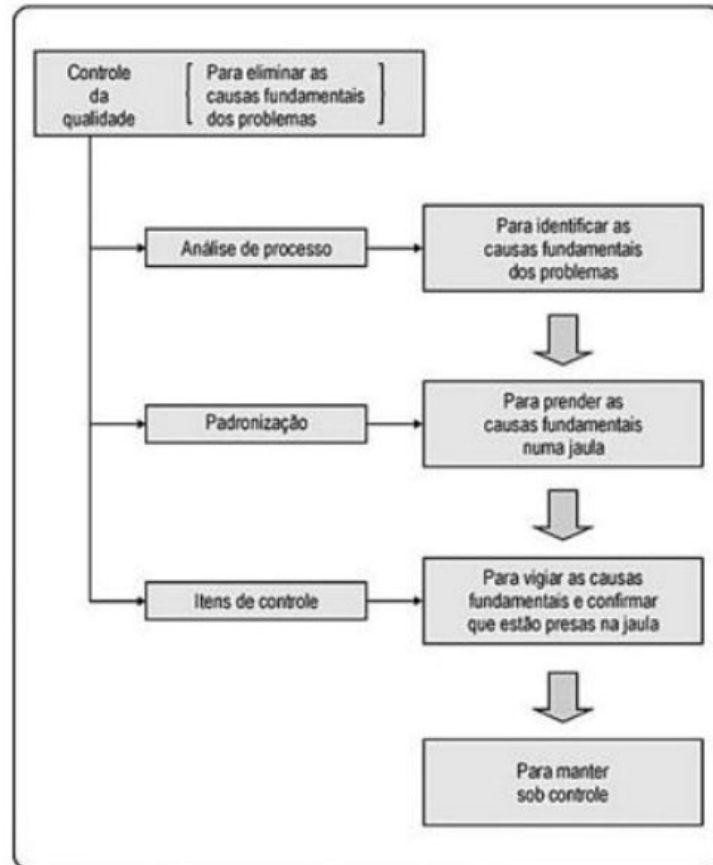 Controle
da
qualidade
Para eliminar as
causas fundamentais
dos problemas
Análise de processo
Para identificar as
causas fundamentais
dos problemas
Padronização
Para prender as
causas fundamentais
numa jaula
Itens de controle
Para vigiar as causas
fundamentais e confirmar
que estão presas na jaula
Para manter
sob controle